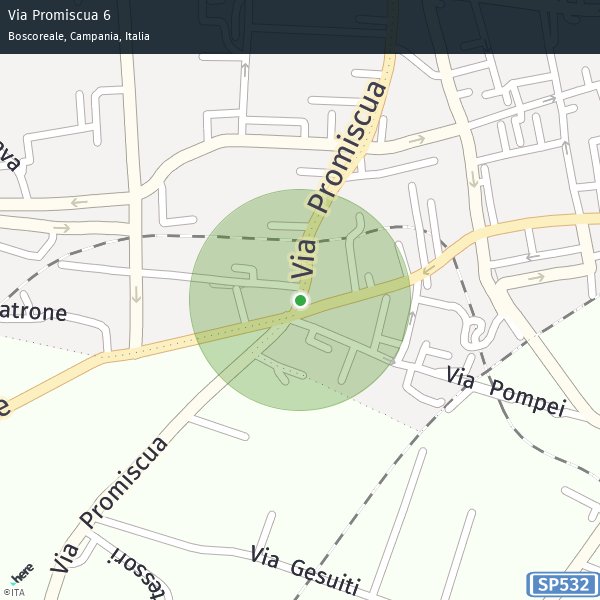 Via Promiscua 6
Boscoreale, Campania, Italia
ova
Via Promiscua
atrone
e
Via Pompei
Via Promiscua
tessori
Via Gesuiti
here
©ITA
SP532